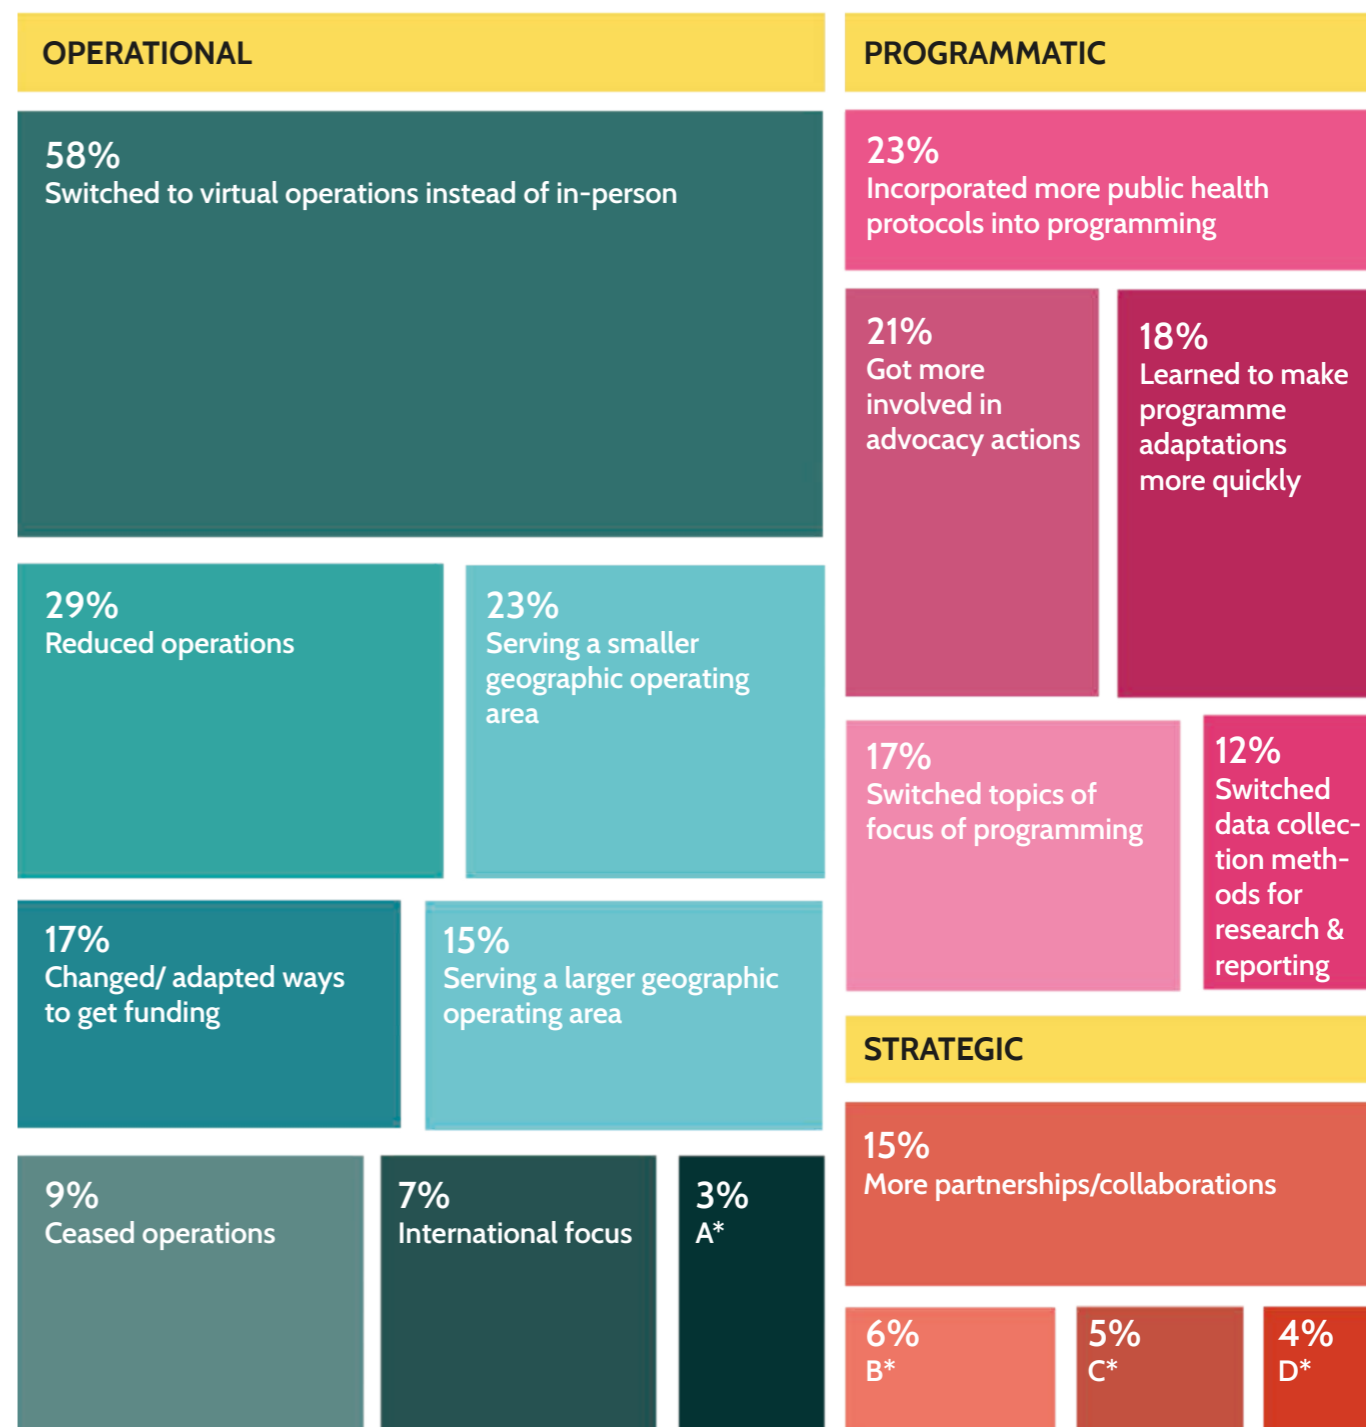 OPERATIONAL
58%
Switched to virtual operations instead of in-person
29%
Reduced operations
23%
Serving a smaller
geographic operating
area
17%
Changed/ adapted ways
to get funding
15%
Serving a larger geographic
operating area
9%
Ceased operations
7%
International focus
3%
A*
PROGRAMMATIC
23%
Incorporated more public health
protocols into programming
21%
Got more
involved in
advocacy actions
18%
Learned to make
programme
adaptations
more quickly
17%
Switched topics of
focus of programming
12%
Switched
data collec-
tion meth-
ods for
research &
reporting
STRATEGIC
15%
More partnerships/collaborations
6%
B*
5%
C*
4%
D*